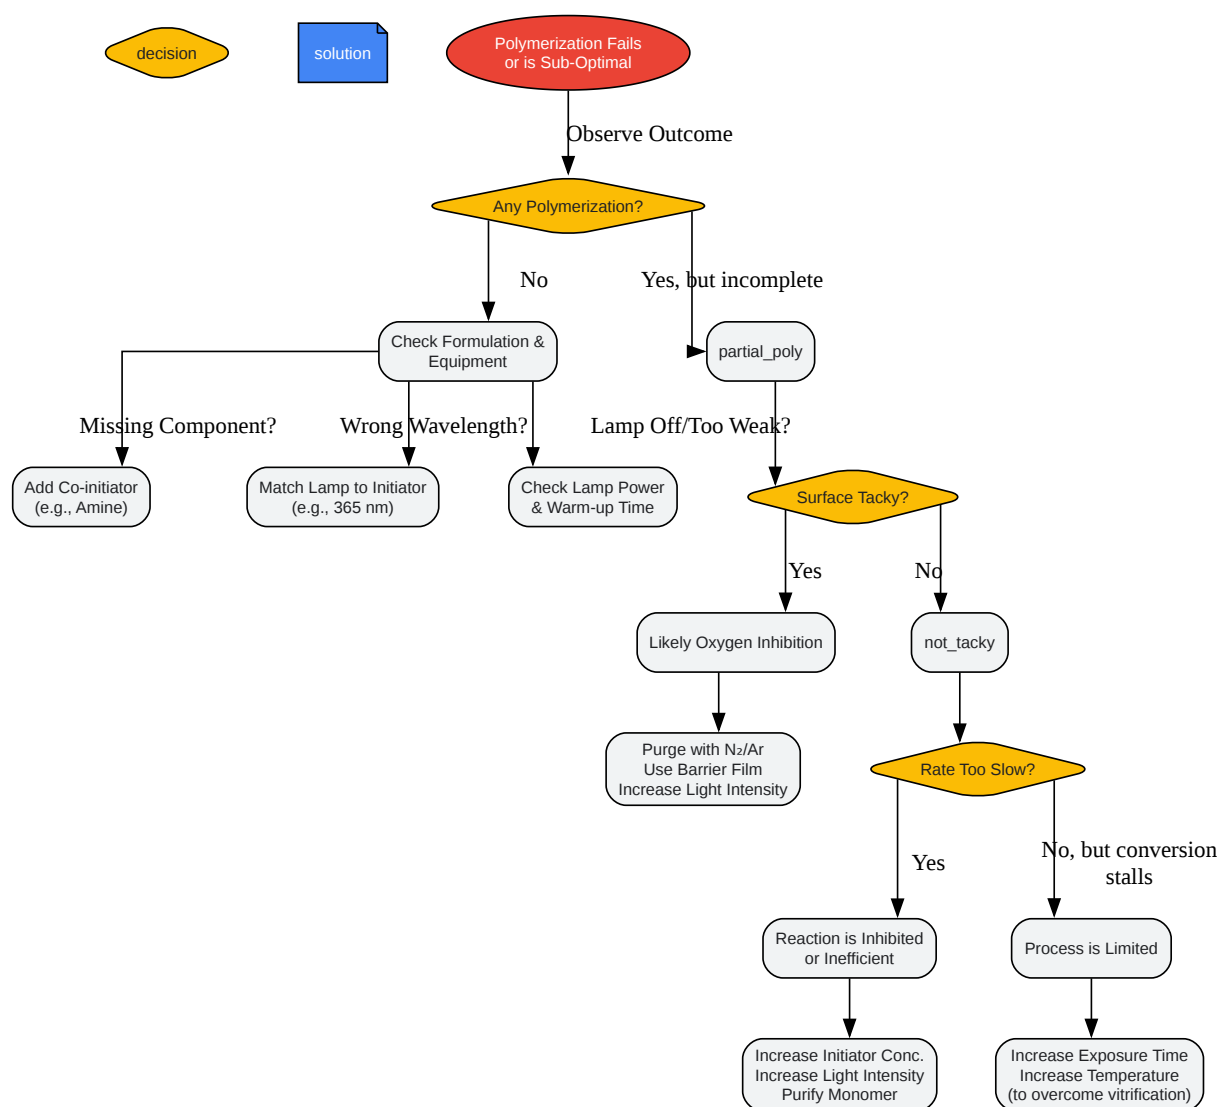 decision
solution
Polymerization Fails
or is Sub-Optimal
Observe Outcome
Any Polymerization?
No
Yes, but incomplete
Check Formulation &
Equipment
partial_poly
Missing Component?
Wrong Wavelength?
Lamp Off/Too Weak?
Add Co-initiator
(e.g., Amine)
Match Lamp to Initiator
(e.g., 365 nm)
Check Lamp Power
& Warm-up Time
Surface Tacky?
Yes
No
Likely Oxygen Inhibition
not_tacky
Purge with N₂/Ar
Use Barrier Film
Increase Light Intensity
Rate Too Slow?
Yes
No, but conversion
stalls
Reaction is Inhibited
or Inefficient
Process is Limited
Increase Initiator Conc.
Increase Light Intensity
Purify Monomer
Increase Exposure Time
Increase Temperature
(to overcome vitrification)